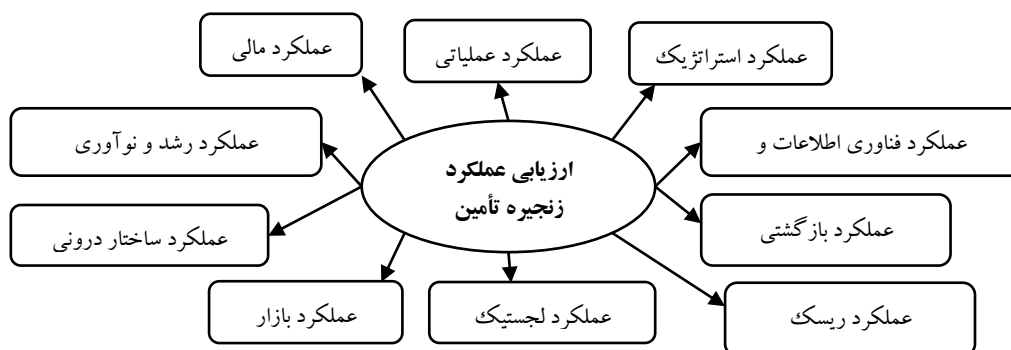 عملکرد استراتژیک
عملکرد عملیاتی
عملکرد مالی
عملکرد فناوری اطلاعات و
عملکرد رشد و نوآوری
ارزیابی عملکرد
زنجیره تأمین
عملکرد بازگشتی
عملکرد ساختار درونی
عملکرد ریسک
عملکرد لجستیک
عملکرد بازار